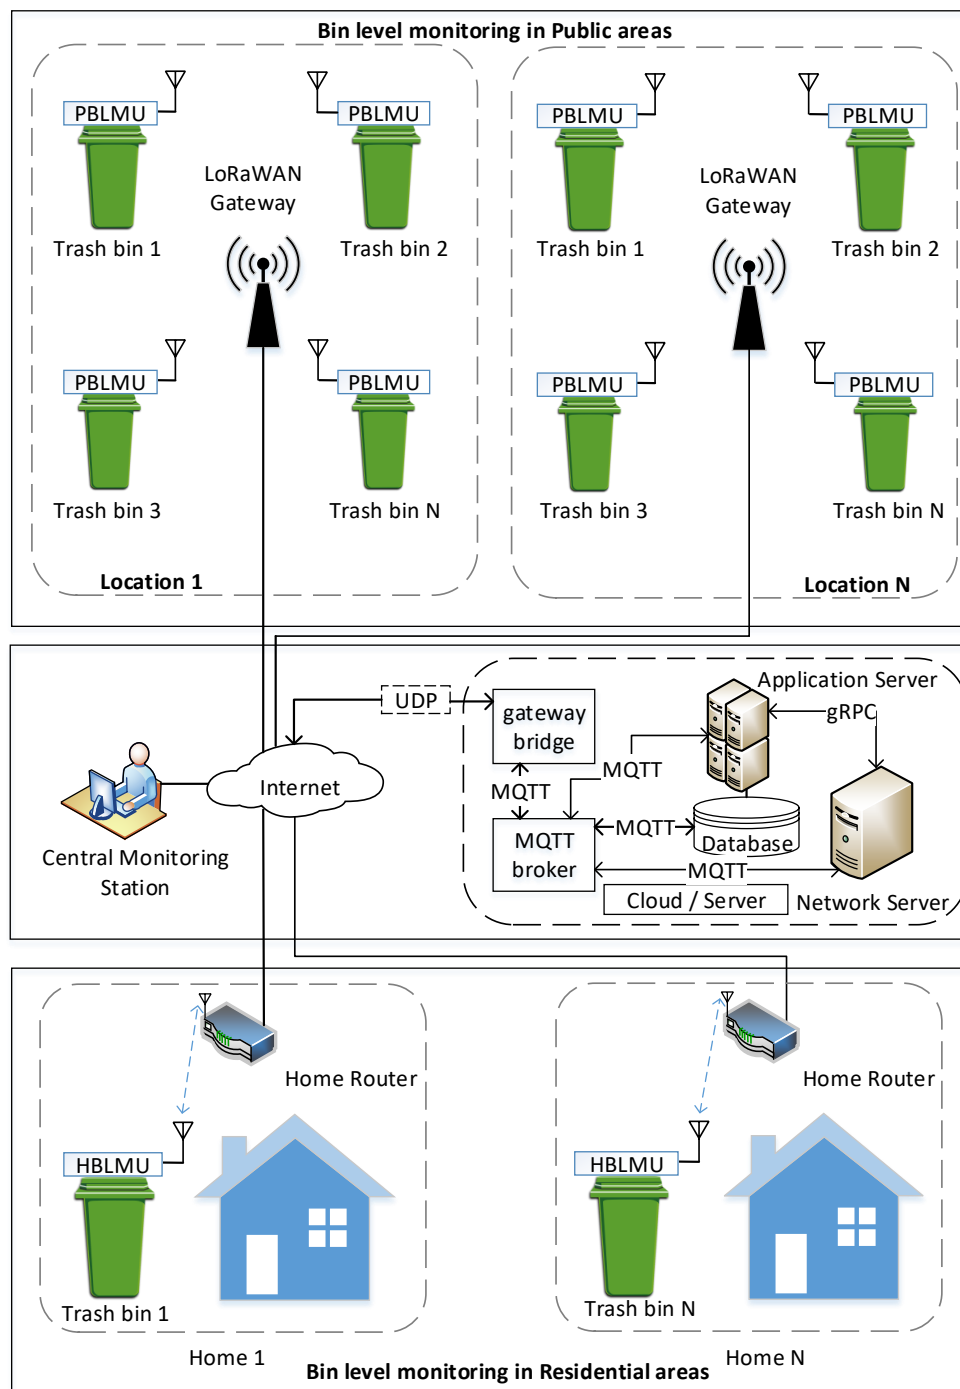 Bin level monitoring in Public areas
PBLMU
PBLMU
LoRaWAN
Gateway
Trash bin 1
Trash bin 2
PBLMU
PBLMU
Trash bin 3
Trash bin N
Location 1
PBLMU
PBLMU
LoRaWAN
Gateway
Trash bin 1
Trash bin 2
PBLMU
PBLMU
Trash bin 3
Trash bin N
Location N
Central Monitoring
Station
Internet
UDP
gateway
bridge
MQTT
MQTT
broker
MQTT
MQTT
MQTT
Application Server
gRPC
Database
Network Server
Cloud / Server
Home Router
HBLMU
Trash bin 1
Home 1
Home Router
HBLMU
Trash bin N
Home N
Bin level monitoring in Residential areas